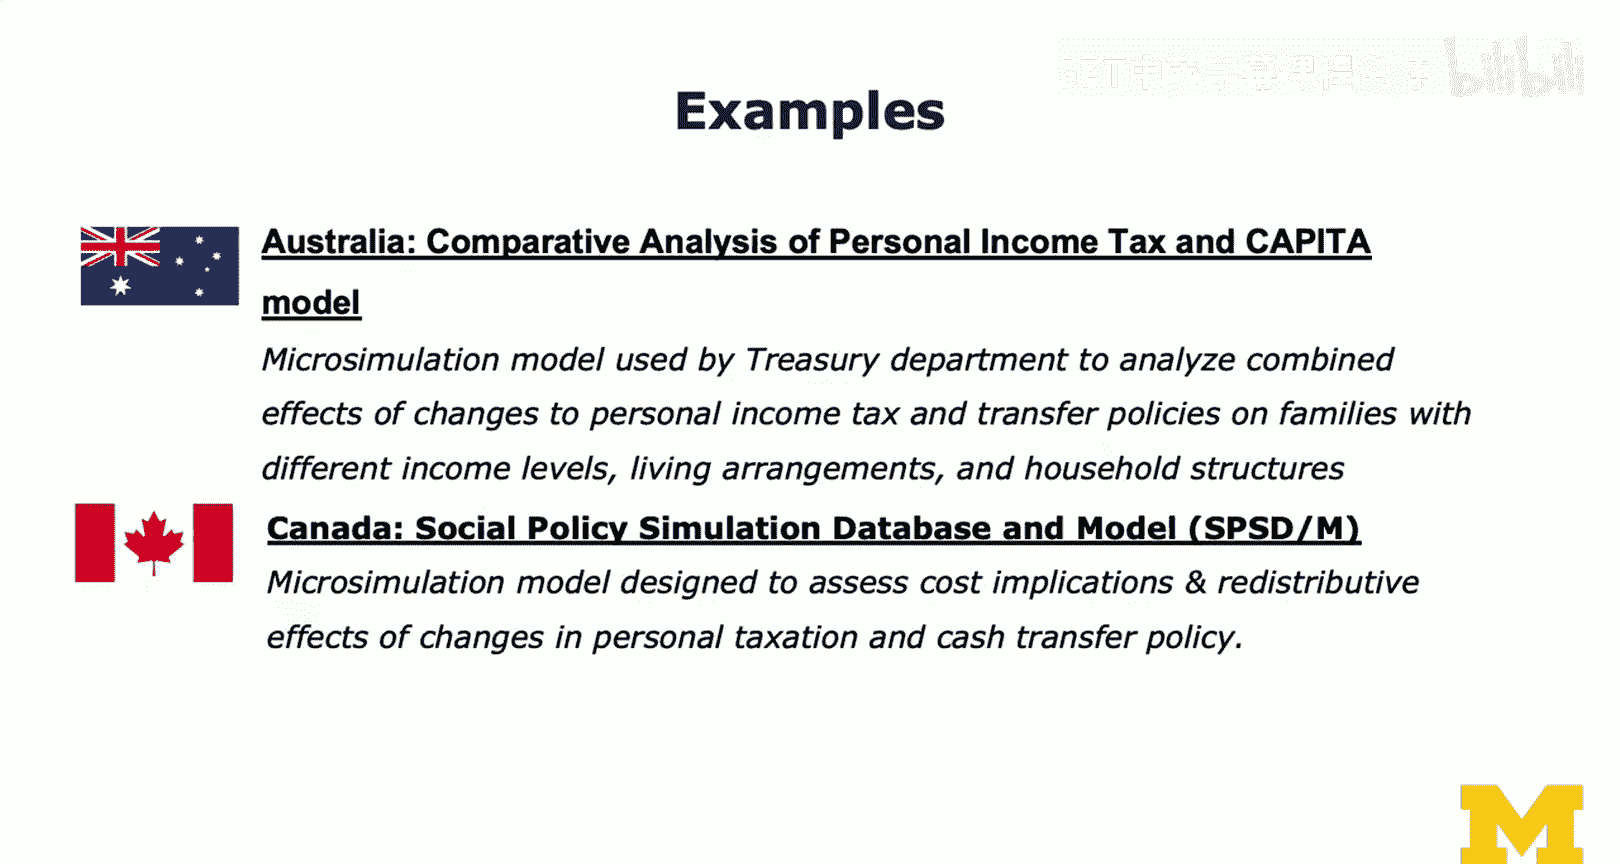 bilibili
Examples
Australia: Comparative Analysis of Personal Income Tax and CAPITA
model
Microsimulation model used by Treasury department to analyze combined
effects of changes to personal income tax and transfer policies on families with
different income levels, living arrangements, and household structures
Canada: Social Policy Simulation Database and Model (SPSD/M)
Microsimulation model designed to assess cost implications & redistributive
effects of changes in personal taxation and cash transfer policy.
M